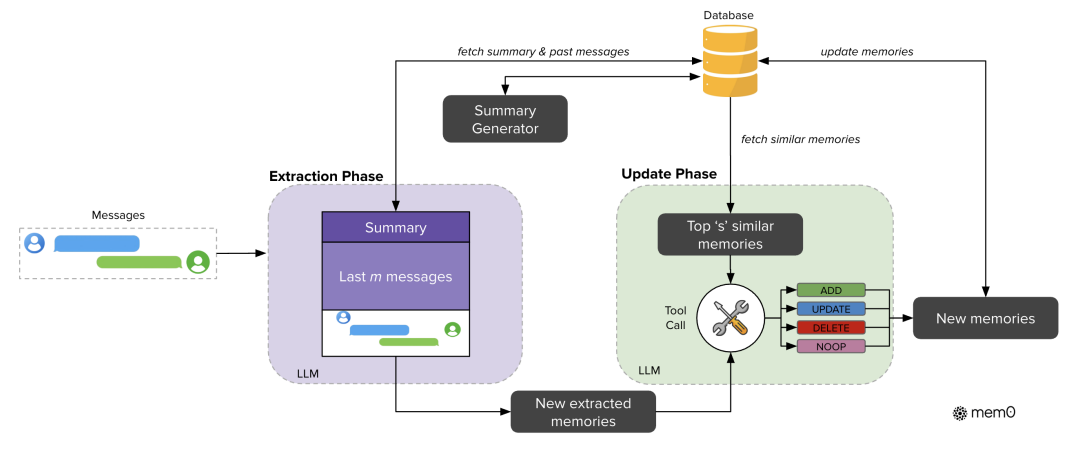 Database
fetch summary & past messages
update memories
Summary
Generator
fetch similar memories
Extraction Phase
Update Phase
Messages
Summary
Last m messages
LLM
Top ‘s’ similar
memories
Tool
Call
ADD
UPDATE
DELETE
NOOP
LLM
New memories
New extracted
memories
mem0